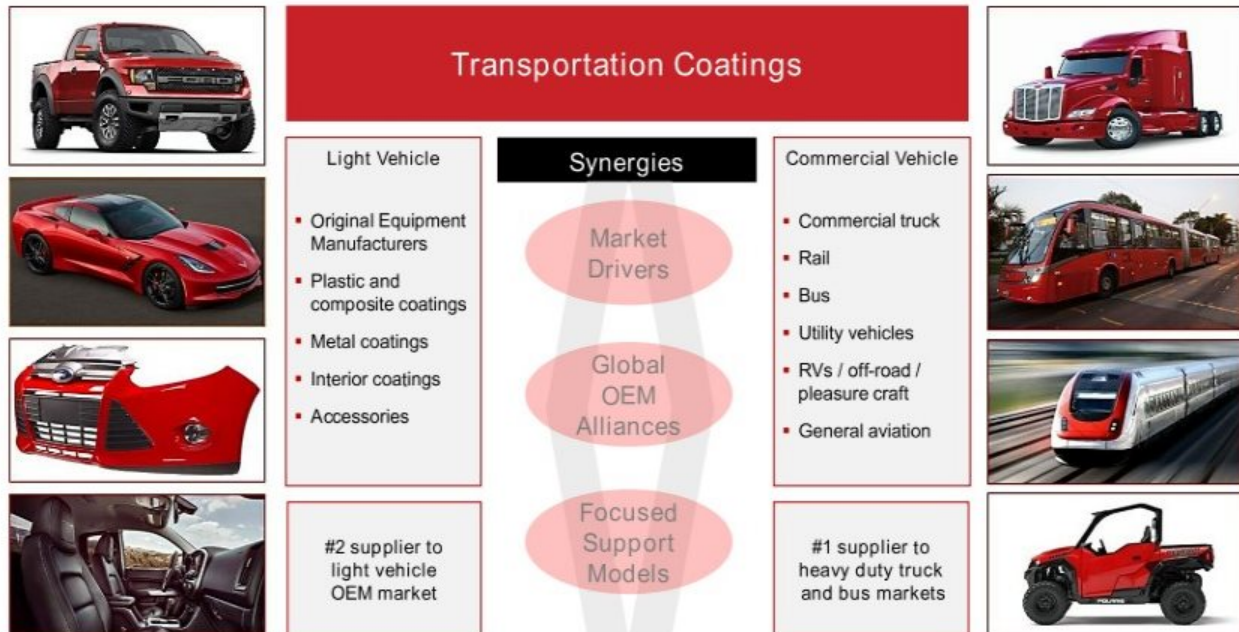 Transportation Coatings
Light Vehicle
▪ Original Equipment
Manufacturers
▪ Plastic and
composite coatings
▪ Metal coatings
▪ Interior coatings
▪ Accessories
#2 supplier to
light vehicle
OEM market
Synergies
Market
Drivers
Global
OEM
Alliances
Focused
Support
Models
Commercial Vehicle
▪ Commercial truck
▪ Rail
▪ Bus
▪ Utility vehicles
▪ RVs / off-road /
pleasure craft
▪ General aviation
#1 supplier to
heavy duty truck
and bus markets
FORD
POLARIS